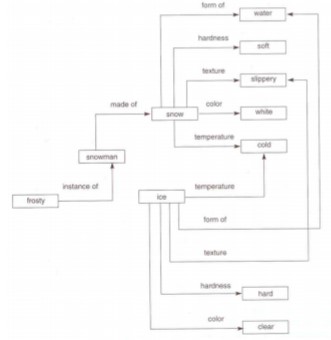 form of
water
hardness
soft
texture
slippery
made of
snow
color
white
temperature
cold
snowman
instance of
frosty
ice
temperature
form of
texture
hardness
hard
color
clear